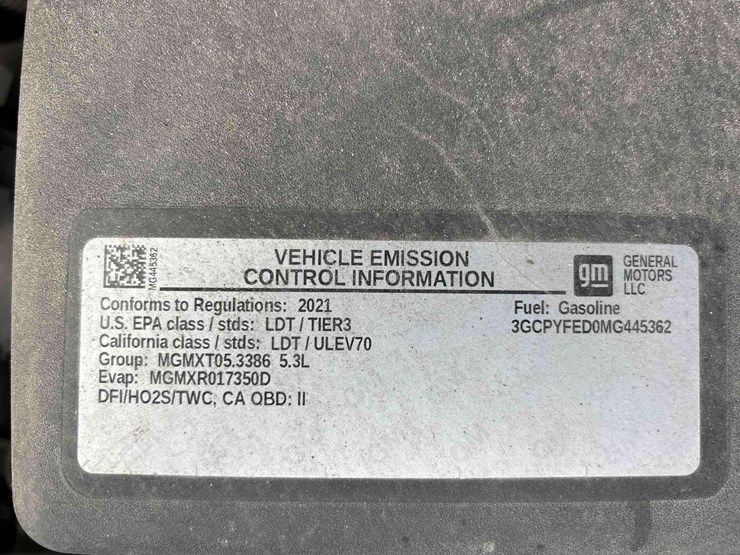 MG445362
VEHICLE EMISSION
CONTROL INFORMATION
gm
GENERAL
MOTORS
LLC
Conforms to Regulations: 2021
U.S. EPA class / stds: LDT / TIER3
California class / stds: LDT / ULEV70
Group: MGMXT05.3386 5.3L
Evap: MGMXR017350D
DFI/HO2S/TWC, CA OBD: II
Fuel: Gasoline
3GCPYFED0MG445362